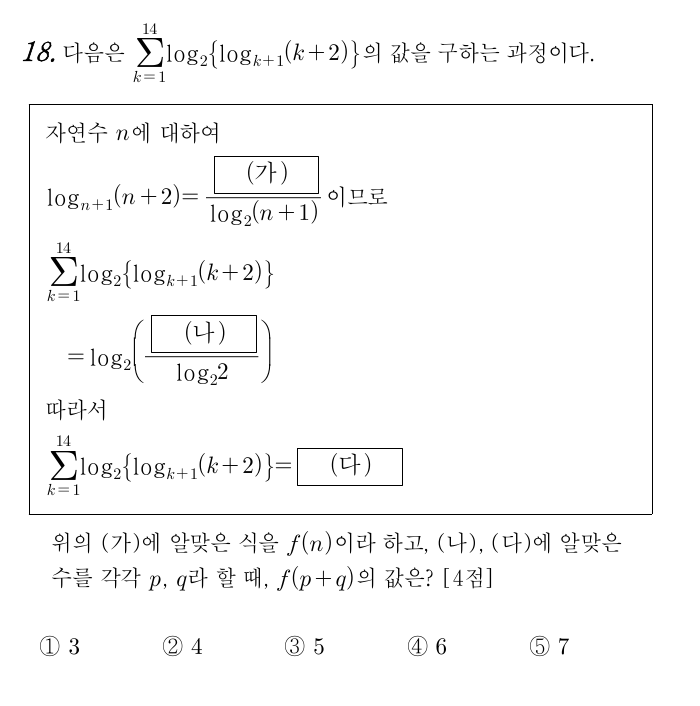 18. 다음은 \sum_{k=1}^{14} log_2{log_{k+1}(k+2)}의 값을 구하는 과정이다.
자연수 n에 대하여
log_{n+1}(n+2) = \frac{(가)}{log_2(n+1)} 이므로
\sum_{k=1}^{14} log_2{log_{k+1}(k+2)}
= log_2(\frac{(나)}{log_2 2})
따라서
\sum_{k=1}^{14} log_2{log_{k+1}(k+2)} = (다)
위의 (가)에 알맞은 식을 f(n)이라 하고, (나), (다)에 알맞은
수를 각각 p, q라 할 때, f(p+q)의 값은? [4점]
① 3 ② 4 ③ 5 ④ 6 ⑤ 7